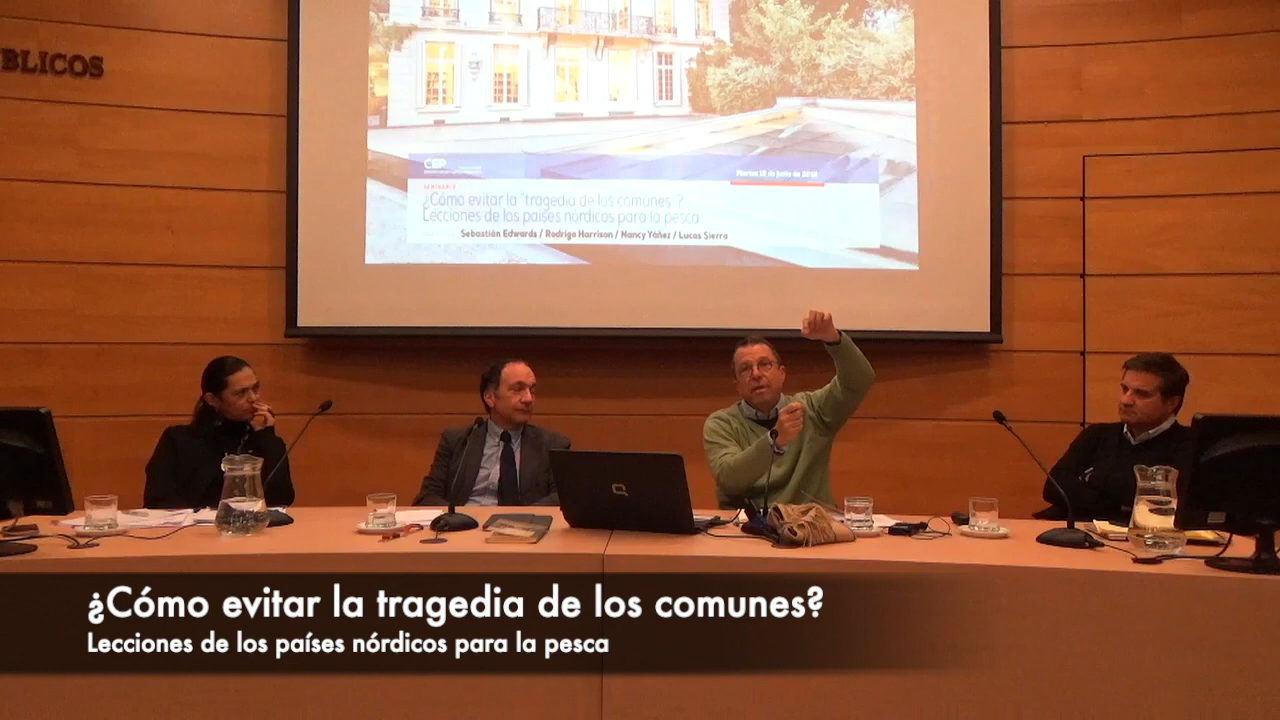 BLICOS
CEP
Martes 12 de junio de 2018
SEMINARIO
¿Cómo evitar la "tragedia de los comunes"?
Lecciones de los países nórdicos para la pesca
Sebastián Edwards / Rodrigo Harrison / Nancy Yáñez / Lucas Sierra
¿Cómo evitar la tragedia de los comunes?
Lecciones de los países nórdicos para la pesca